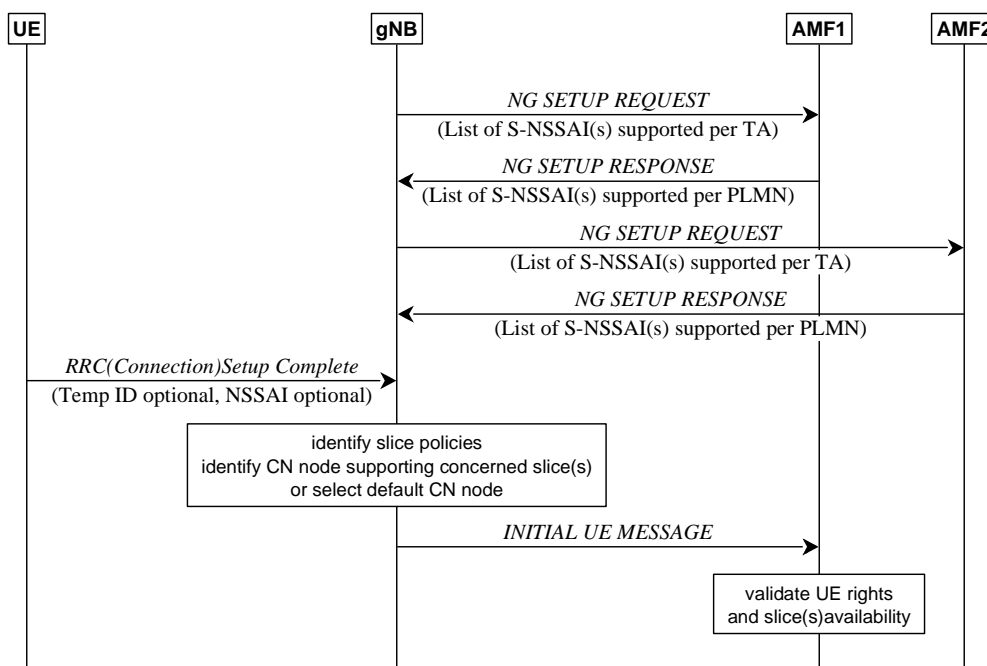 UE
gNB
AMF1
AMF2
NG SETUP REQUEST
(List of S-NSSAI(s) supported per TA)
NG SETUP RESPONSE
(List of S-NSSAI(s) supported per PLMN)
NG SETUP REQUEST
(List of S-NSSAI(s) supported per TA)
NG SETUP RESPONSE
(List of S-NSSAI(s) supported per PLMN)
RRC(Connection)Setup Complete
(Temp ID optional, NSSAI optional)
identify slice policies
identify CN node supporting concerned slice(s)
or select default CN node
INITIAL UE MESSAGE
validate UE rights
and slice(s)availability